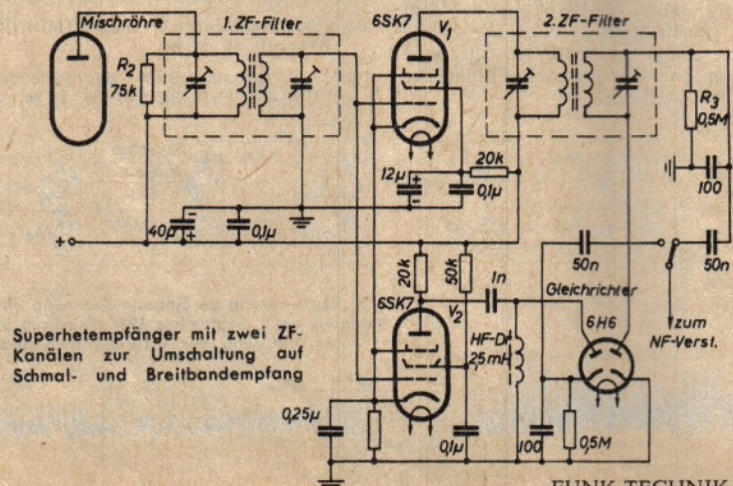 Mischröhre
1. ZF-Filter
6SK7
V1
2. ZF-Filter
R2
75k
R3
0,5M
20k
12µ
+
-
0,1µ
100
40µ
-
+
0,1µ
+
20k
50k
50n
50n
1n
Gleichrichter
6SK7
V2
6H6
zum
NF-Verst.
HF-Dr
25mH
Superhetempfänger mit zwei ZF-
Kanälen zur Umschaltung auf
Schmal- und Breitbandempfang
0,25µ
0,1µ
100
0,5M
FUNK-TECHNIK